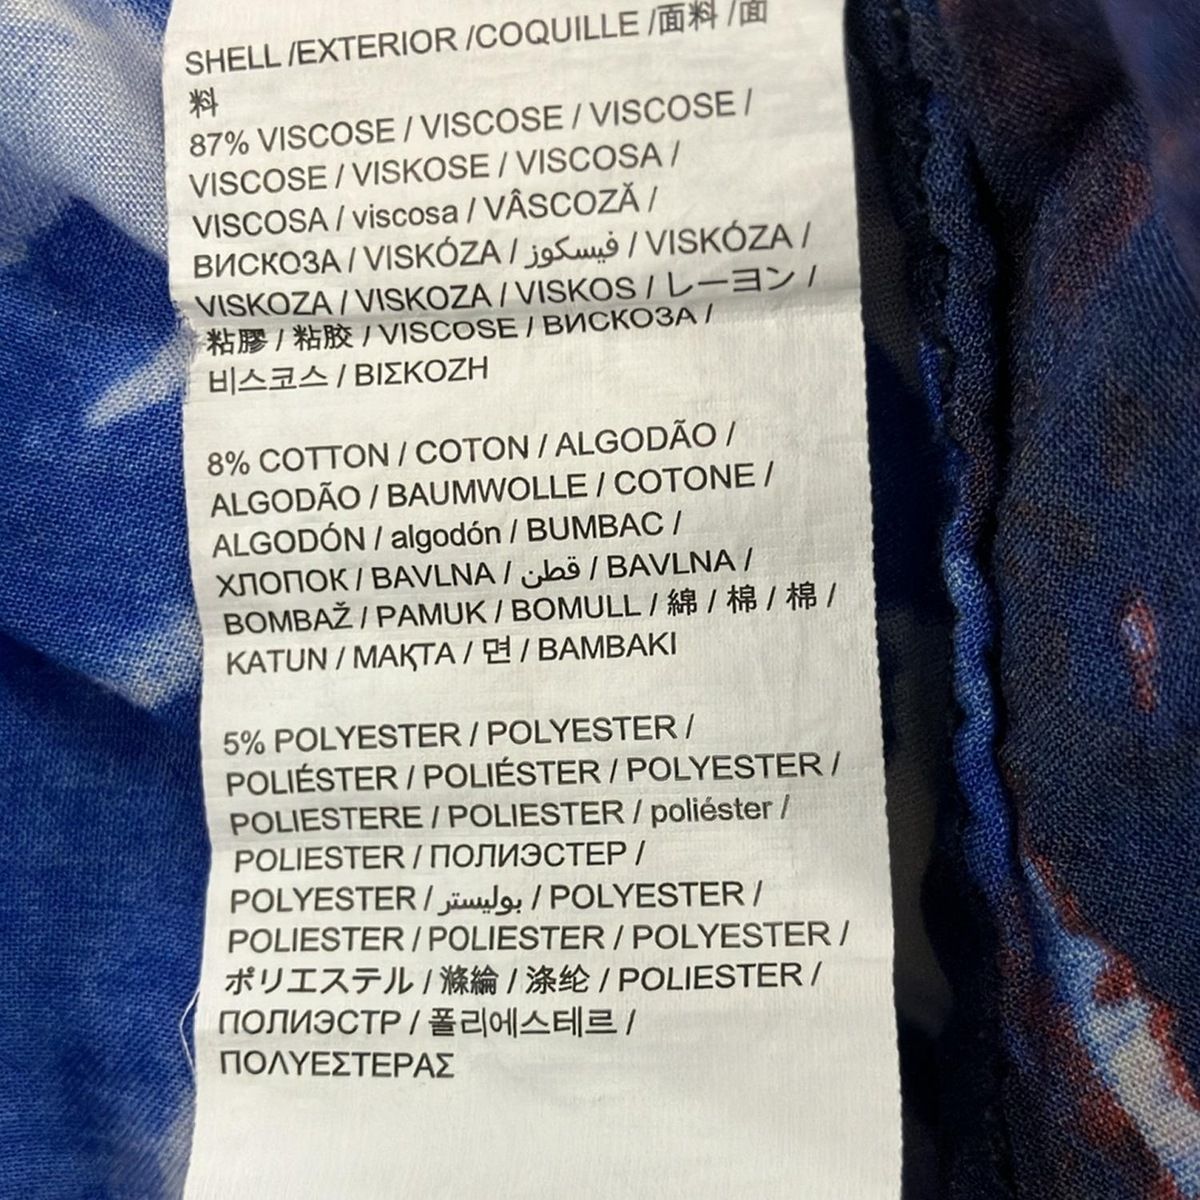 SHELL /EXTERIOR /COQUILLE /面料 /面
料
87% VISCOSE / VISCOSE / VISCOSE /
VISCOSE / VISKOSE / VISCOSA /
VISCOSA / viscosa / VÂSCOZĂ /
ВИСКОЗА / VISKÓZA / فيسكوز / VISKÓZA /
VISKOZA / VISKOZA / VISKOS / レーヨン /
粘膠 / 粘胶 / VISCOSE / ВИСКОЗА /
비스코스 / ΒΙΣΚΟΖΗ
8% COTTON / COTON / ALGODÃO /
ALGODÃO / BAUMWOLLE / COTONE /
ALGODÓN / algodón / BUMBAC /
ХЛОПОК / BAVLNA / قطن / BAVLNA /
BOMBAŽ / PAMUK / BOMULL / 綿 / 棉 / 棉 /
KATUN / МАҚТА / 면 / BAMBAKI
5% POLYESTER / POLYESTER /
POLIÉSTER / POLIÉSTER / POLYESTER /
POLIESTERE / POLIESTER / poliéster /
POLIESTER / ПОЛИЭСТЕР /
POLYESTER / بوليستر / POLYESTER /
POLIESTER / POLIESTER / POLYESTER /
ポリエステル / 滌綸 / 涤纶 / POLIESTER /
ПОЛИЭСТР / 폴리에스테르 /
ΠΟΛΥΕΣΤΕΡΑΣ